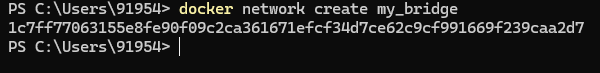 PS C:\Users\91954> docker network create my_bridge
1c7ff77063155e8fe90f09c2ca361671efcf34d7ce62c9cf991669f239caa2d7
PS C:\Users\91954>